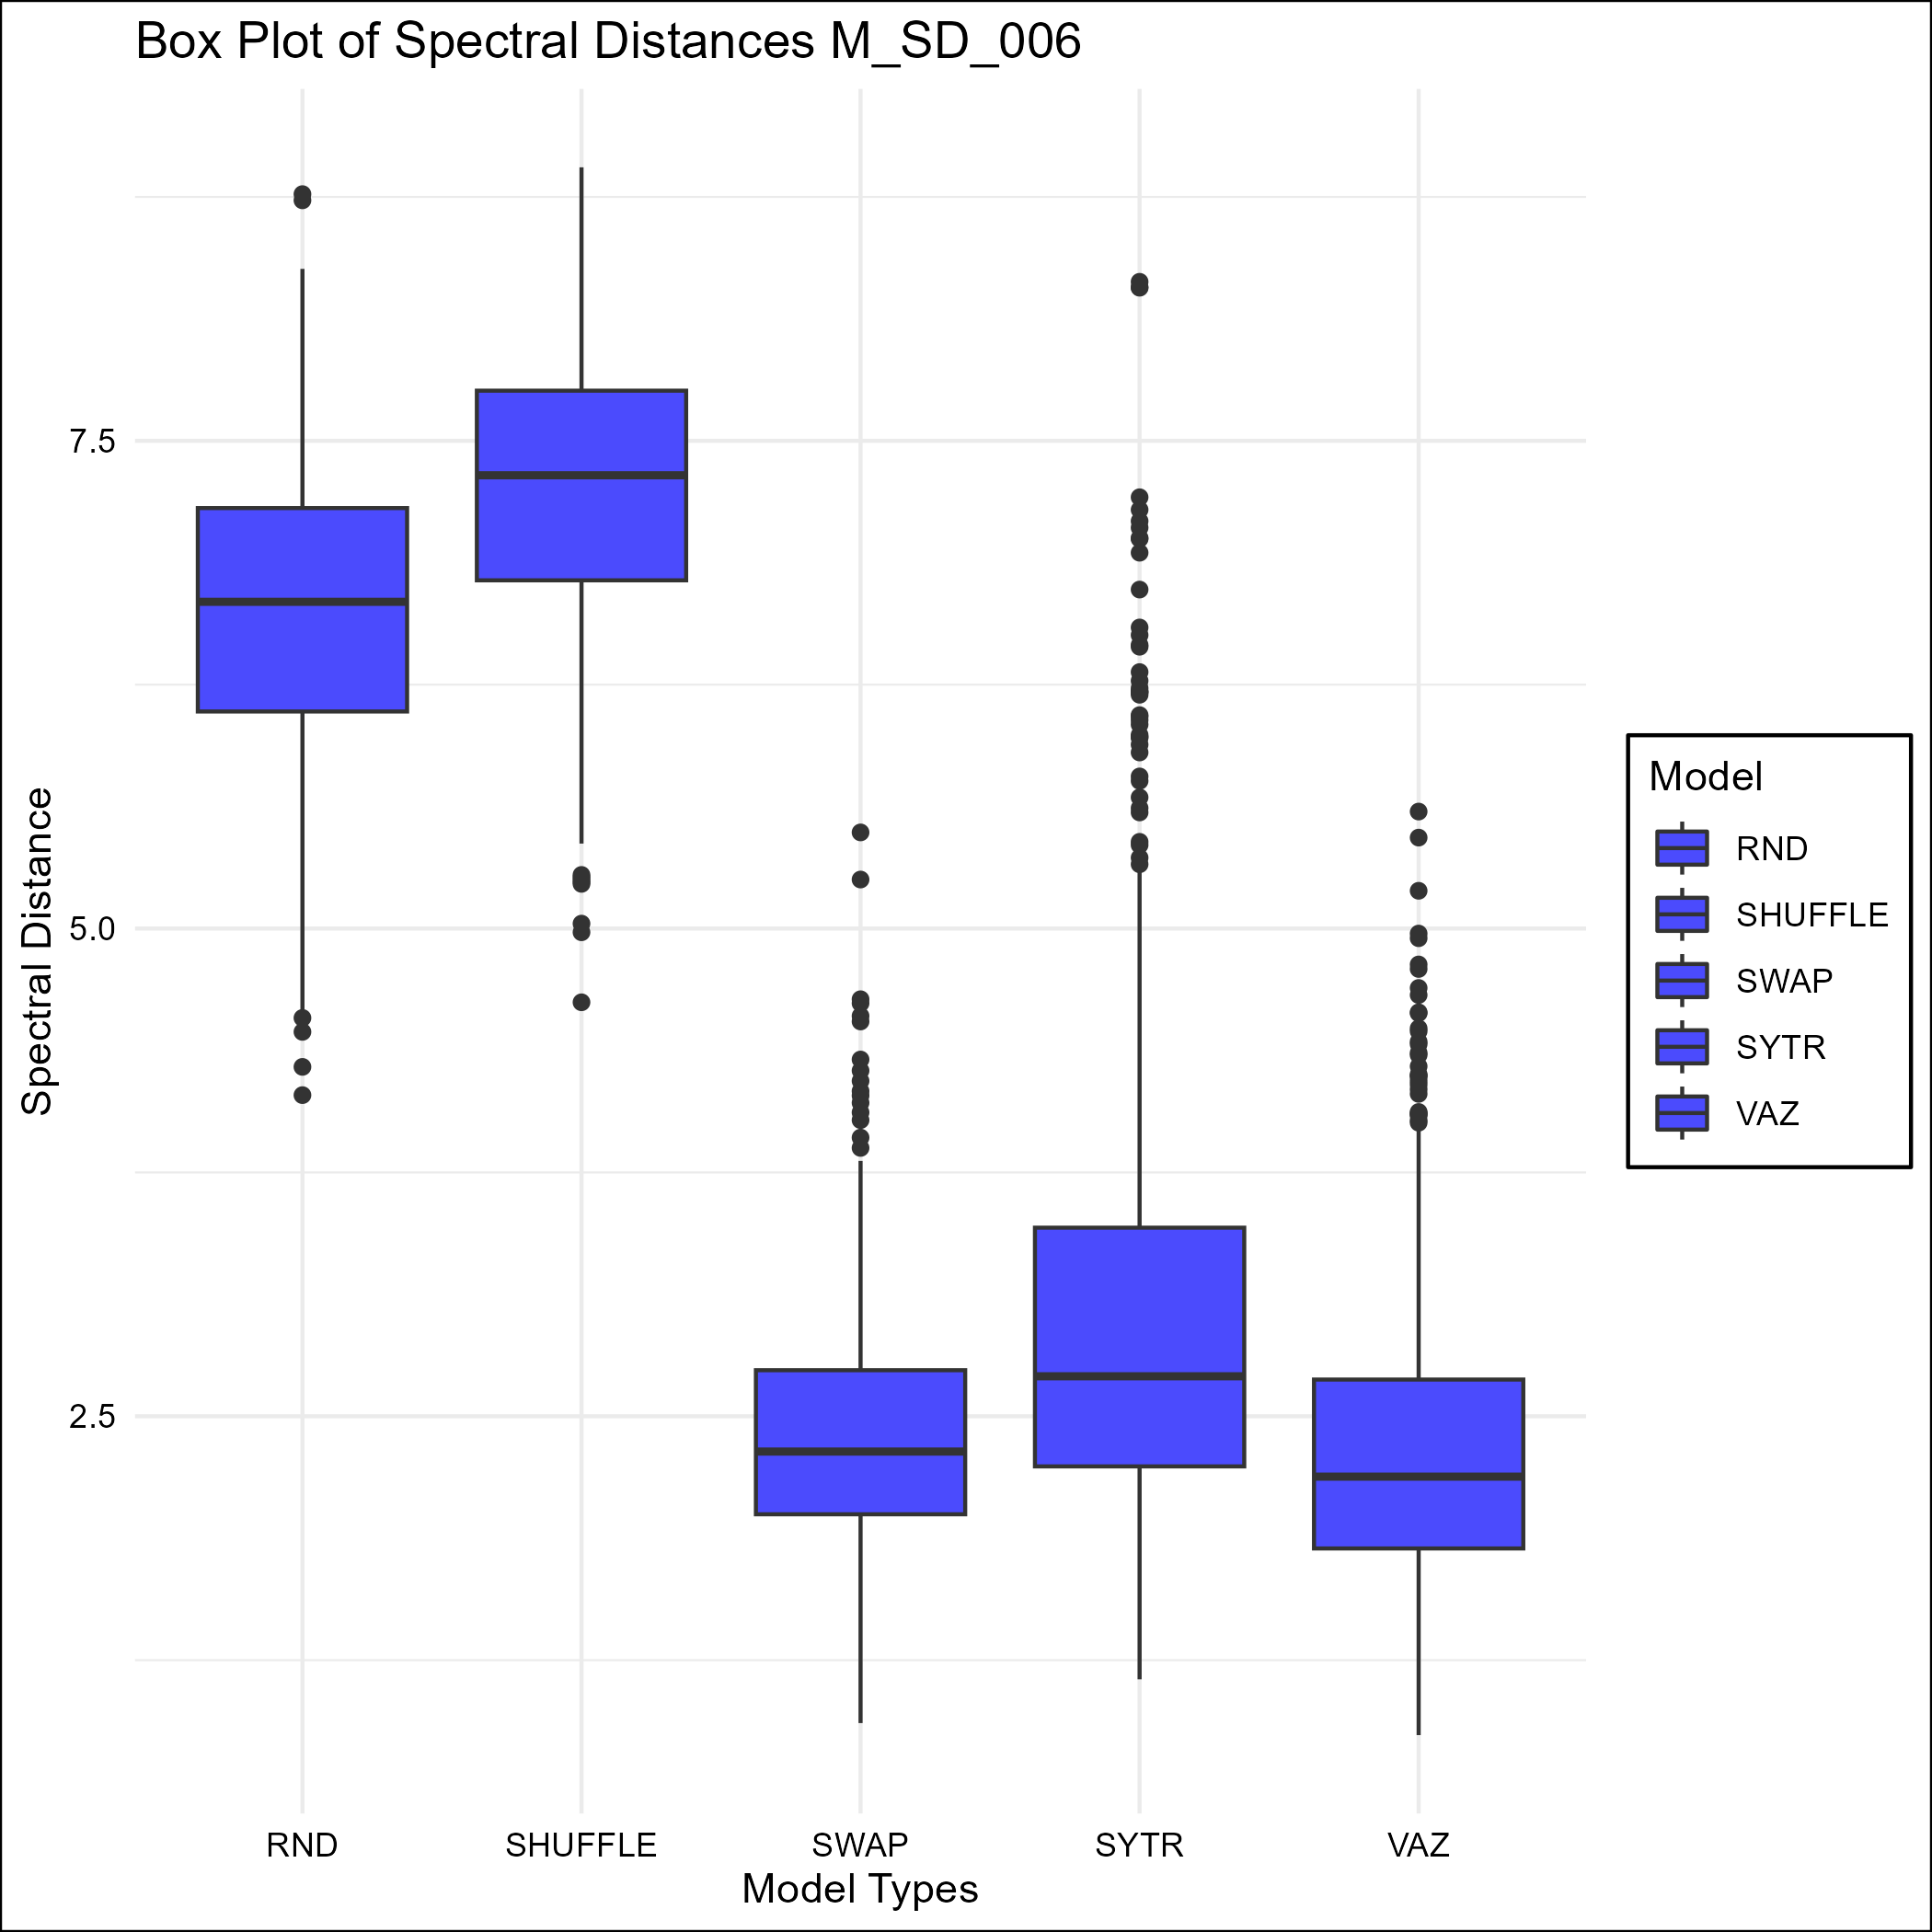 Box Plot of Spectral Distances M_SD_006
Spectral Distance
7.5
5.0
2.5
RND
SHUFFLE
SWAP
SYTR
VAZ
Model Types
Model
RND
SHUFFLE
SWAP
SYTR
VAZ